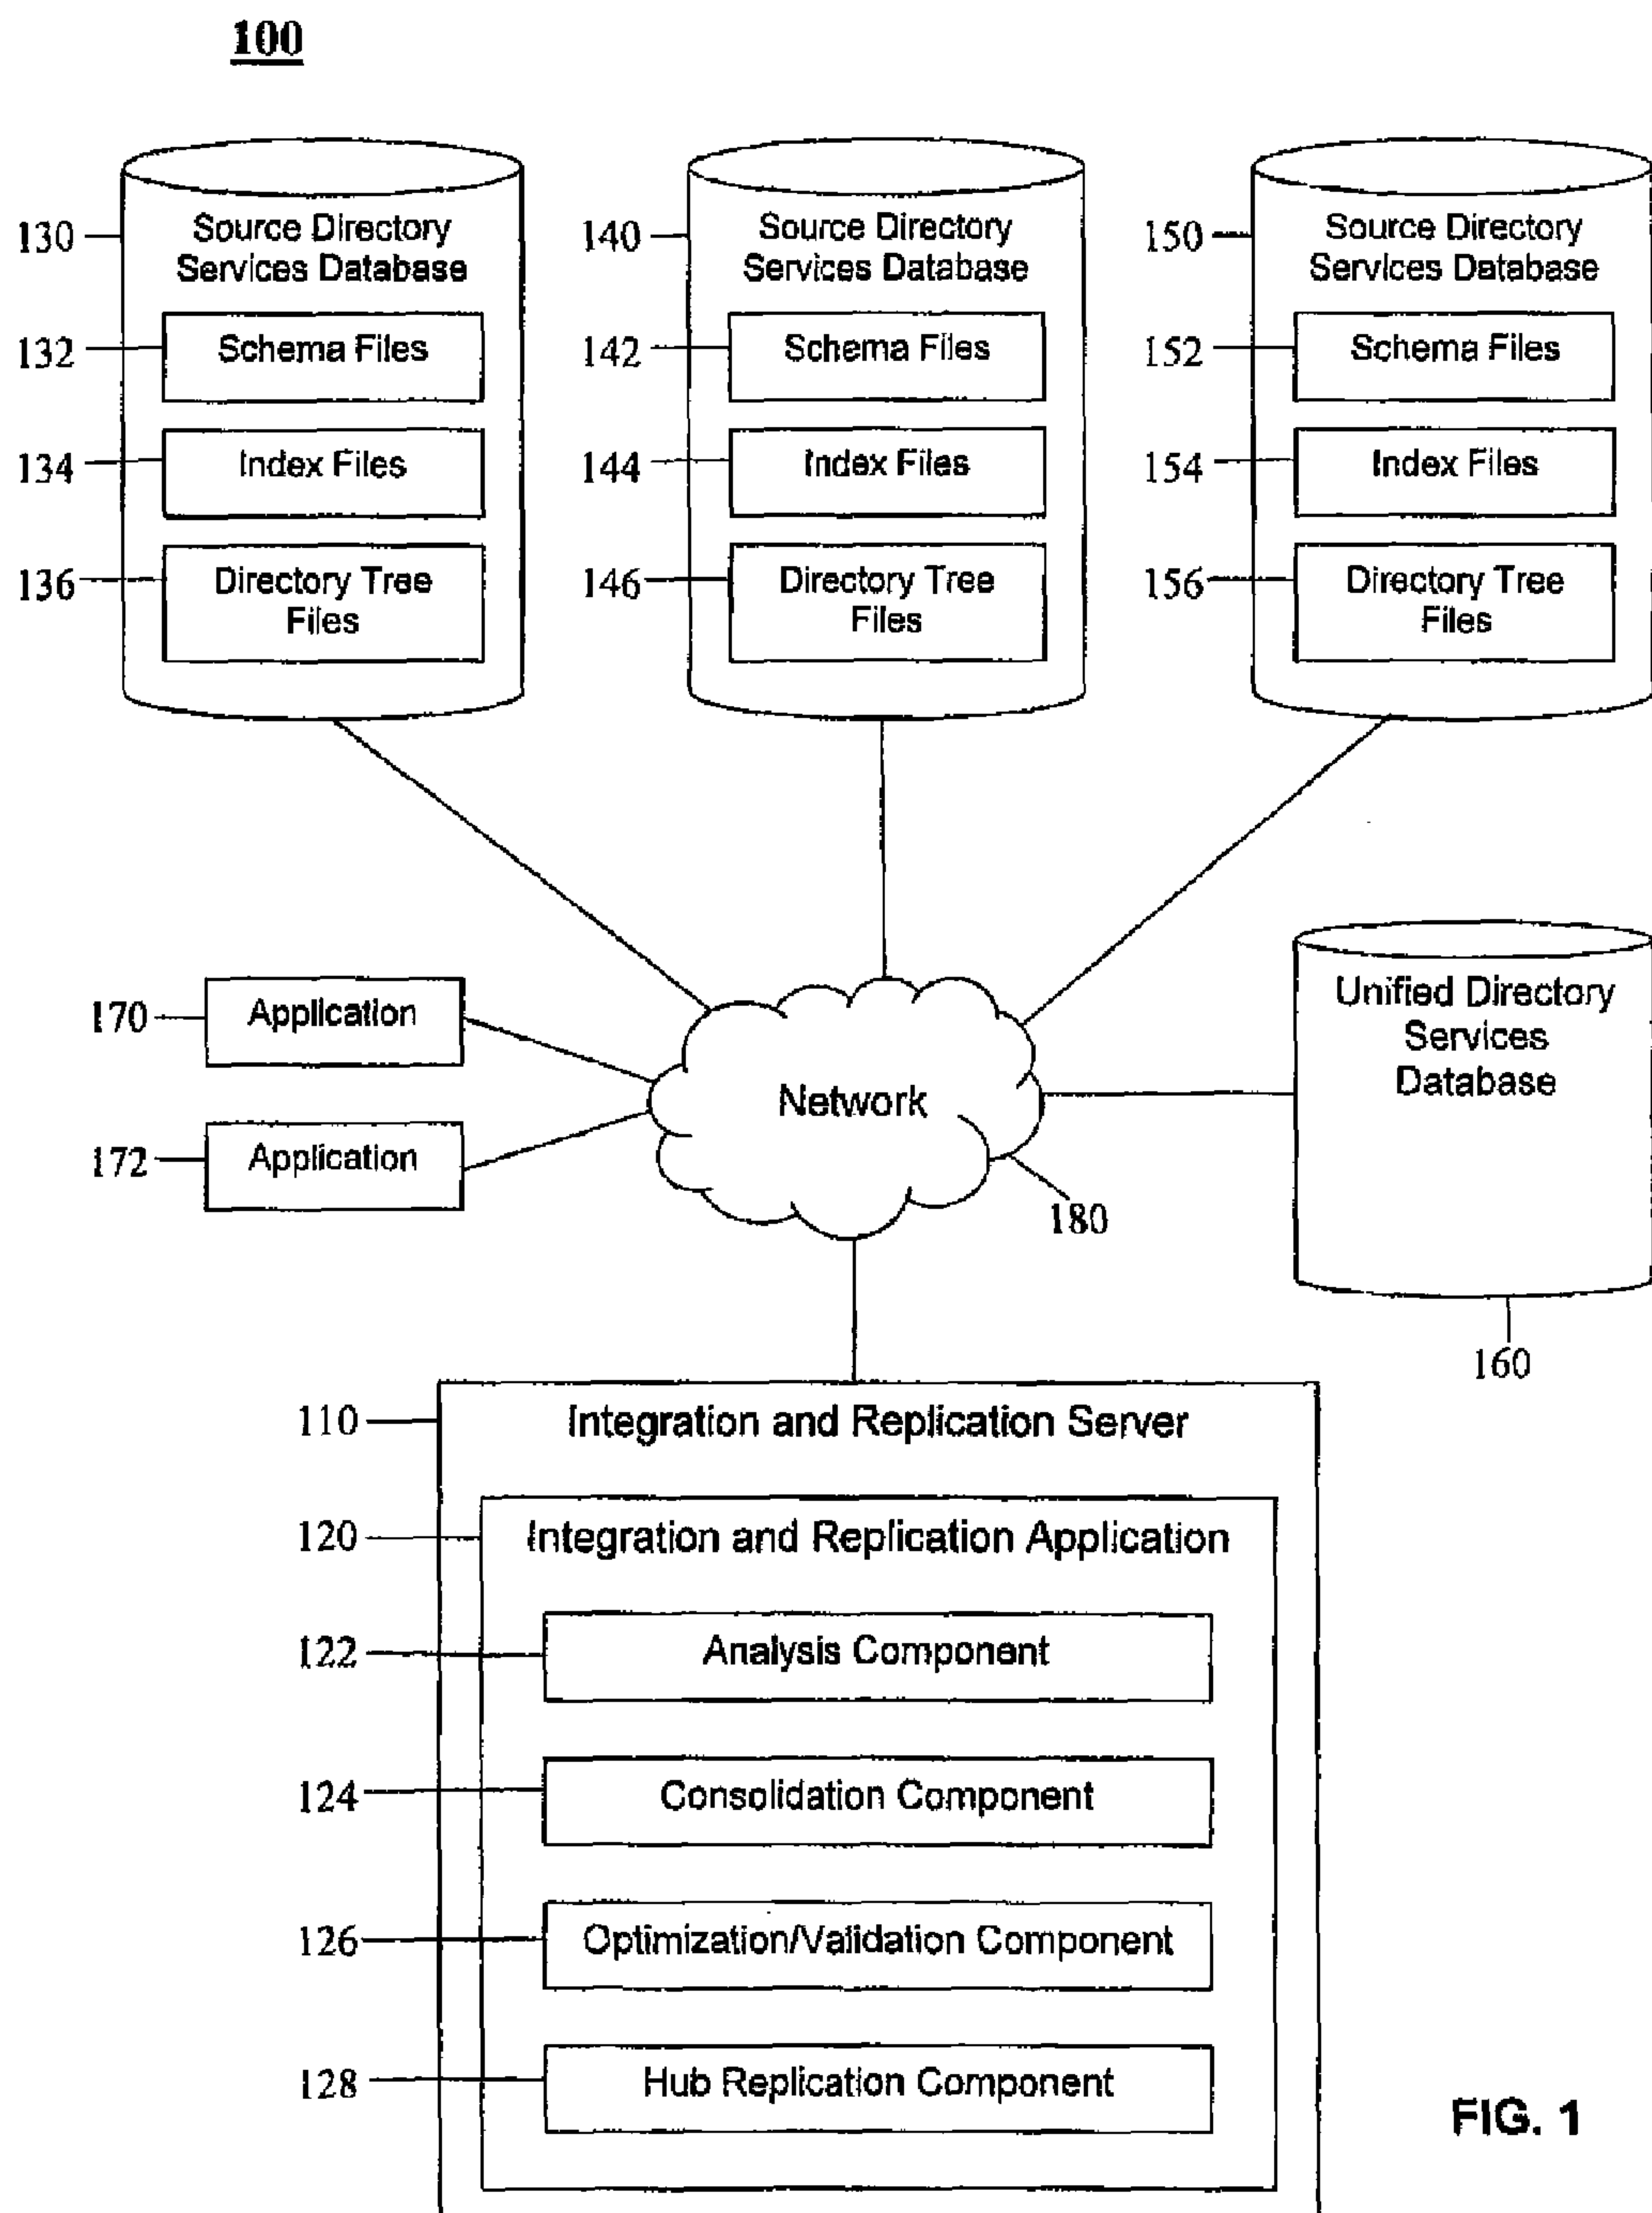 100
130
Source Directory
Services Database
140
Source Directory
Services Database
150
Source Directory
Services Database
132
Schema Files
142
Schema Files
152
Schema Files
134
Index Files
144
Index Files
154
Index Files
136
Directory Tree
Files
146
Directory Tree
Files
156
Directory Tree
Files
170
Application
172
Application
Network
180
Unified Directory
Services
Database
160
110
Integration and Replication Server
120
Integration and Replication Application
122
Analysis Component
124
Consolidation Component
126
Optimization/Validation Component
128
Hub Replication Component
FIG. 1